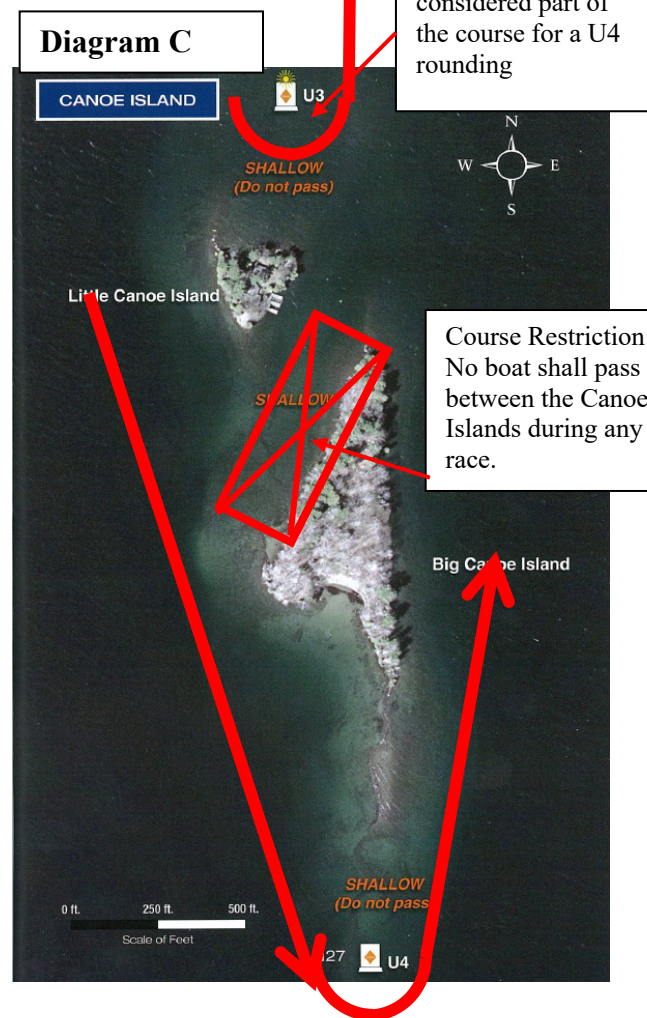 Diagram C
considered part of
the course for a U4
rounding
CANOE ISLAND
U3
SHALLOW
(Do not pass)
N
W
E
S
Little Canoe Island
Course Restriction
No boat shall pass
between the Canoe
Islands during any
race.
SHALLOW
Big Canoe Island
SHALLOW
(Do not pass
0 ft.
250 ft.
500 ft.
Scale of Feet
27
U4